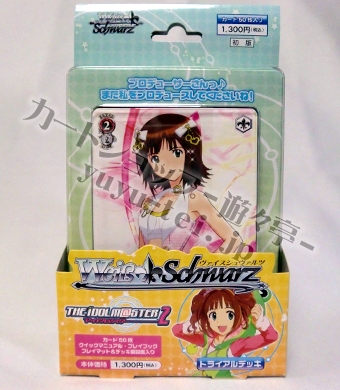 Weiß
Schwarz
カード50枚入り
1,300円(税込)
初版
プロデューサーさんっ♪
また私をプロデュースしてくださいね!
2
カードショップ -遊々亭-
yuyu-tei.jp
ヴァイスシュヴァルツ
Weiß Schwarz
THE IDOLM@STER 2
カード50枚
クイックマニュアル・プレイブック
プレイマット&デッキ解説書入り
本体価格 1,300円(税込)
トライアルデッキ